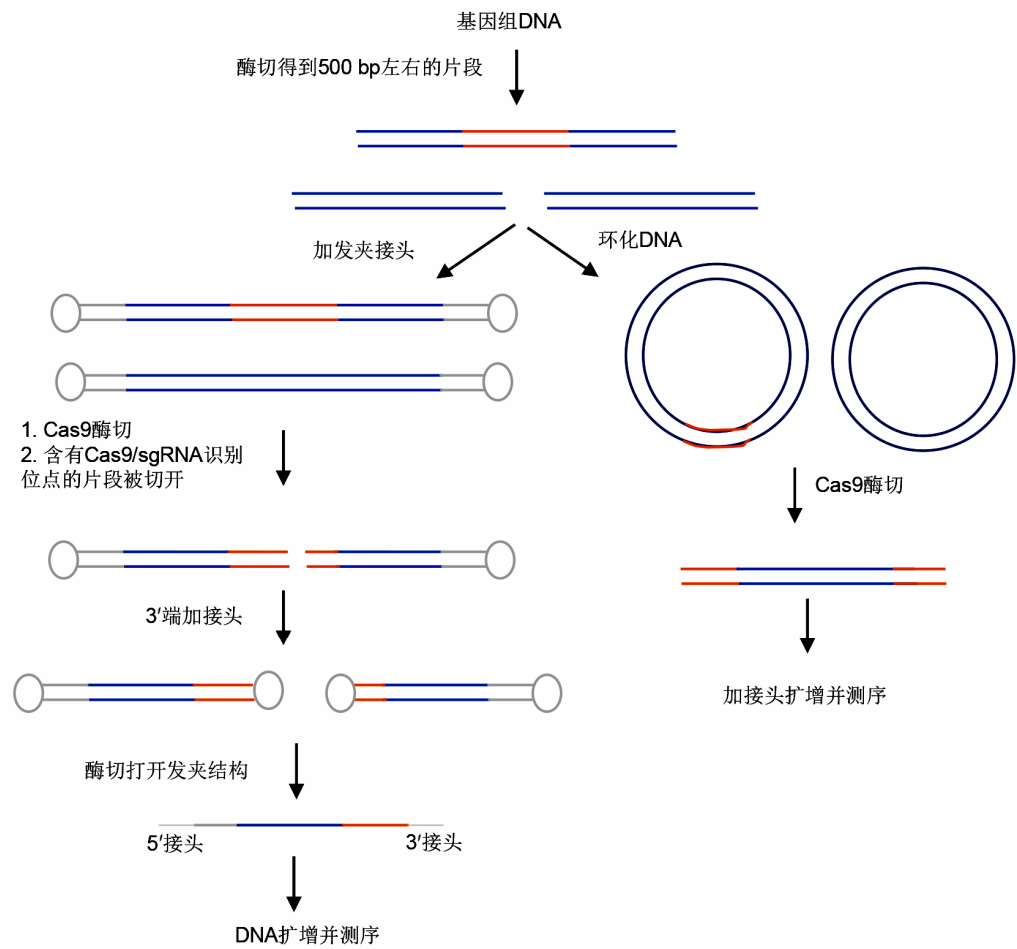 基因组DNA
酶切得到500 bp左右的片段
加发夹接头
环化DNA
1. Cas9酶切
2. 含有Cas9/sgRNA识别
位点的片段被切开
Cas9酶切
3′端加接头
加接头扩增并测序
酶切打开发夹结构
5′接头
3′接头
DNA扩增并测序